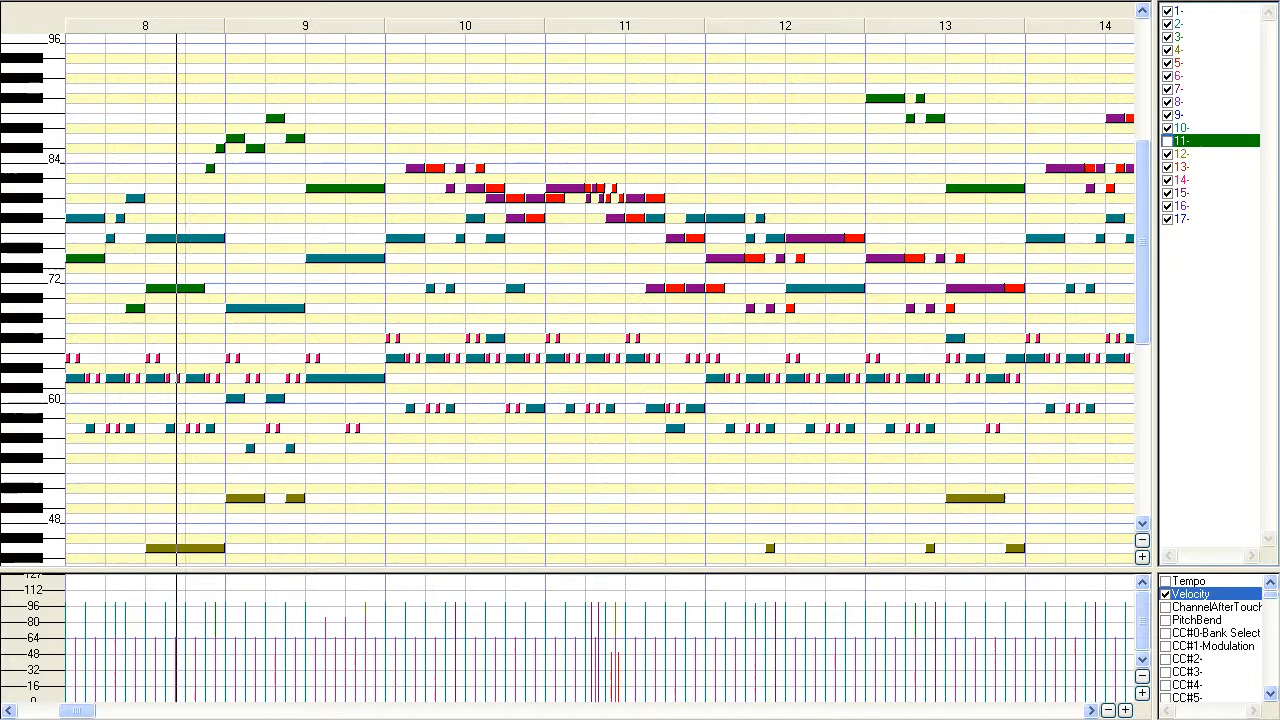 8 9 10 11 12 13 14
96
84
72
60
48
127
112
96
80
64
48
32
16
0
1-
2-
3-
4-
5-
6-
7-
8-
9-
10-
11-
12-
13-
14-
15-
16-
17-
Tempo
Velocity
ChannelAfterTouch
PitchBend
CC#0-Bank Select
CC#1-Modulation
CC#2-
CC#3-
CC#4-
CC#5-